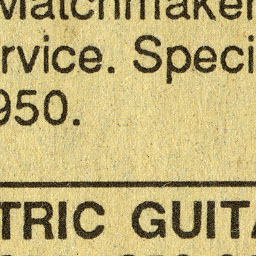 Matchmaker
rvice. Speci
950.
TRIC GUITA